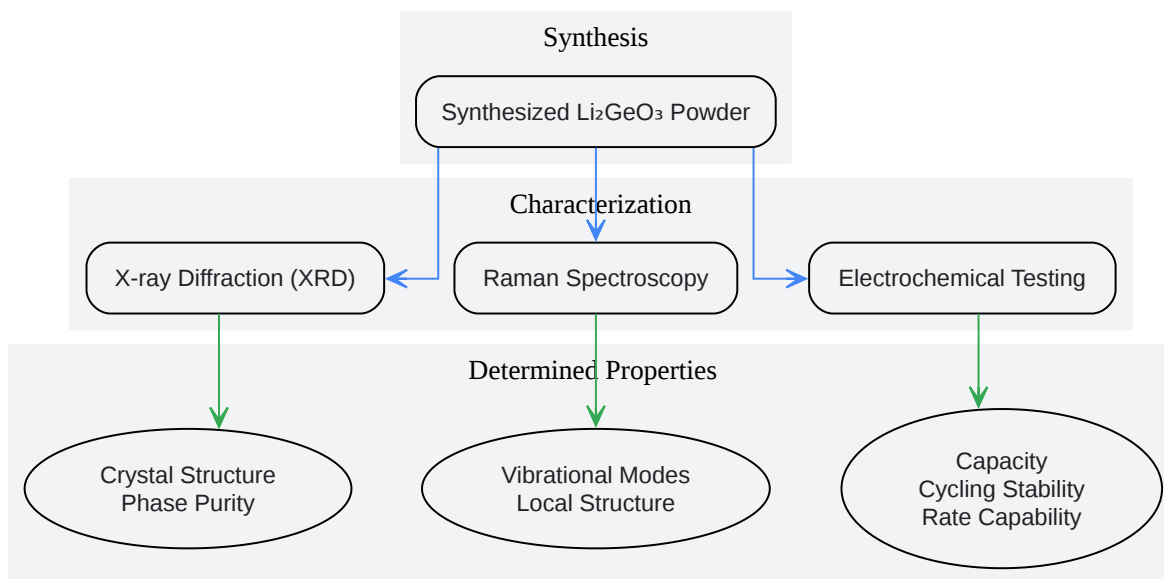 Synthesis
Synthesized Li₂GeO₃ Powder
Characterization
X-ray Diffraction (XRD)
Raman Spectroscopy
Electrochemical Testing
Determined Properties
Crystal Structure
Phase Purity
Vibrational Modes
Local Structure
Capacity
Cycling Stability
Rate Capability